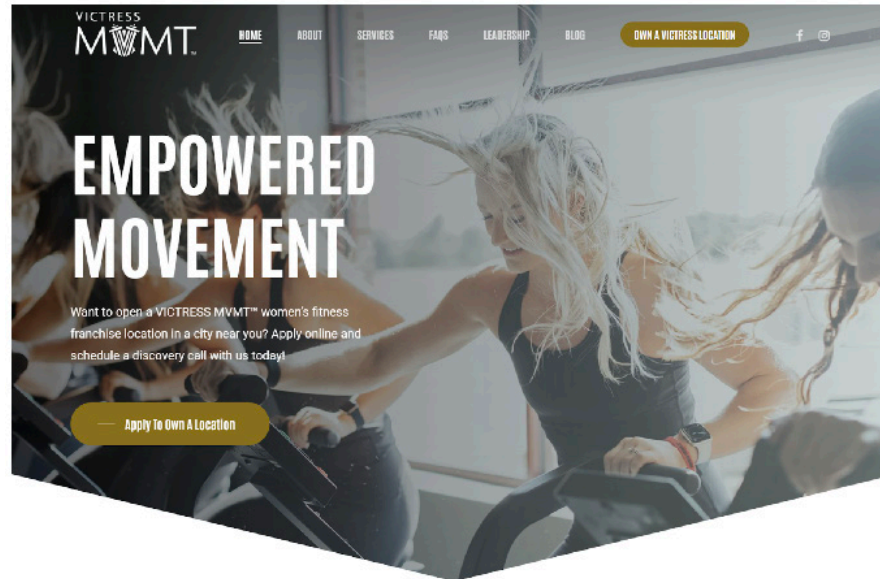 VICTRESS
MVMT™
HOME
ABOUT
SERVICES
FAQS
LEADERSHIP
BLOG
OWN A VICTRESS LOCATION
EMPOWERED
MOVEMENT
Want to open a VICTRESS MVMT™ women's fitness
franchise location in a city near you? Apply online and
schedule a discovery call with us today!
Apply To Own A Location